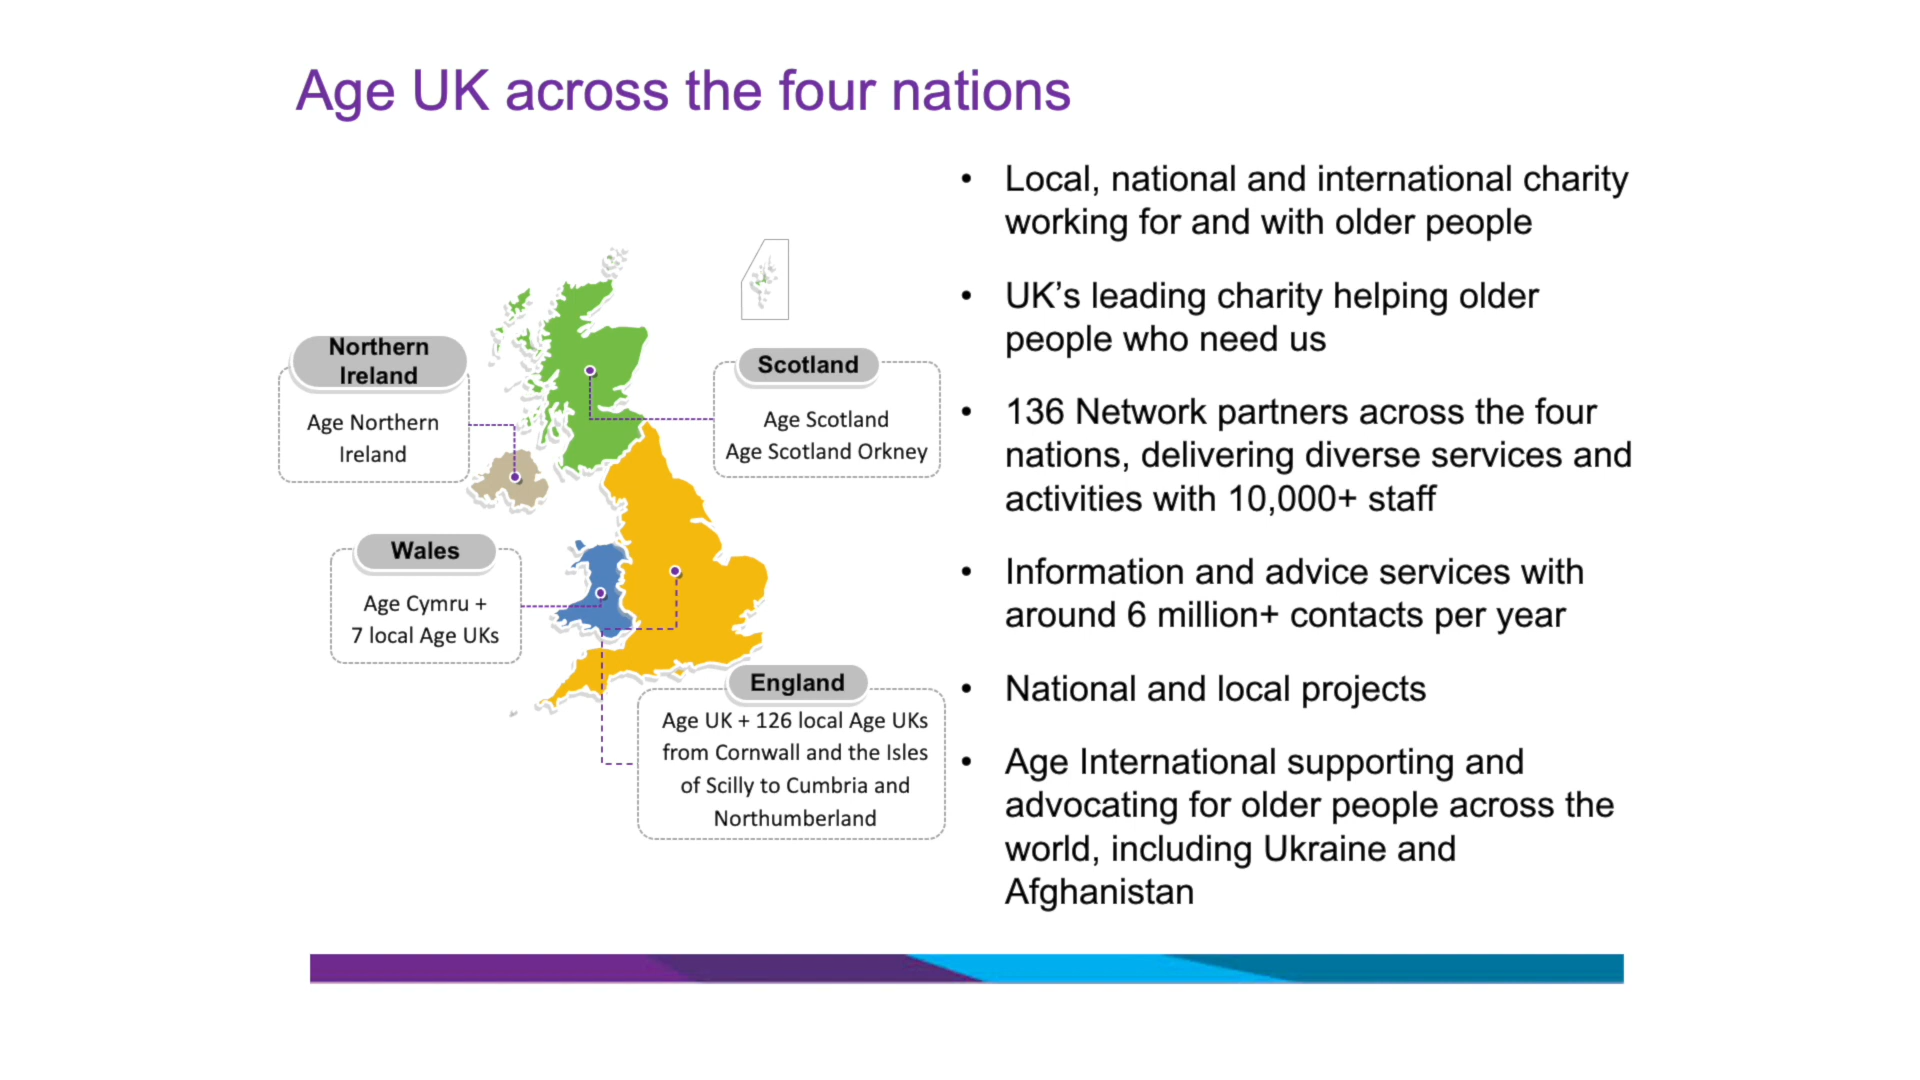 Age UK across the four nations
Northern
Ireland
Age Northern
Ireland
Scotland
Age Scotland
Age Scotland Orkney
Wales
Age Cymru +
7 local Age UKs
England
Age UK + 126 local Age UKs
from Cornwall and the Isles
of Scilly to Cumbria and
Northumberland
• Local, national and international charity
working for and with older people
• UK’s leading charity helping older
people who need us
• 136 Network partners across the four
nations, delivering diverse services and
activities with 10,000+ staff
• Information and advice services with
around 6 million+ contacts per year
• National and local projects
• Age International supporting and
advocating for older people across the
world, including Ukraine and
Afghanistan